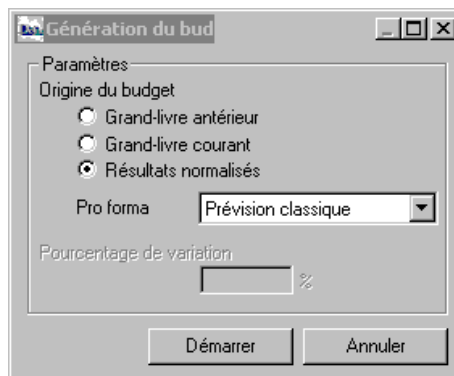 Génération du bud
Paramètres
Origine du budget
Grand-livre antérieur
Grand-livre courant
Résultats normalisés
Pro forma Prévision classique
Pourcentage de variation
%
Démarrer Annuler